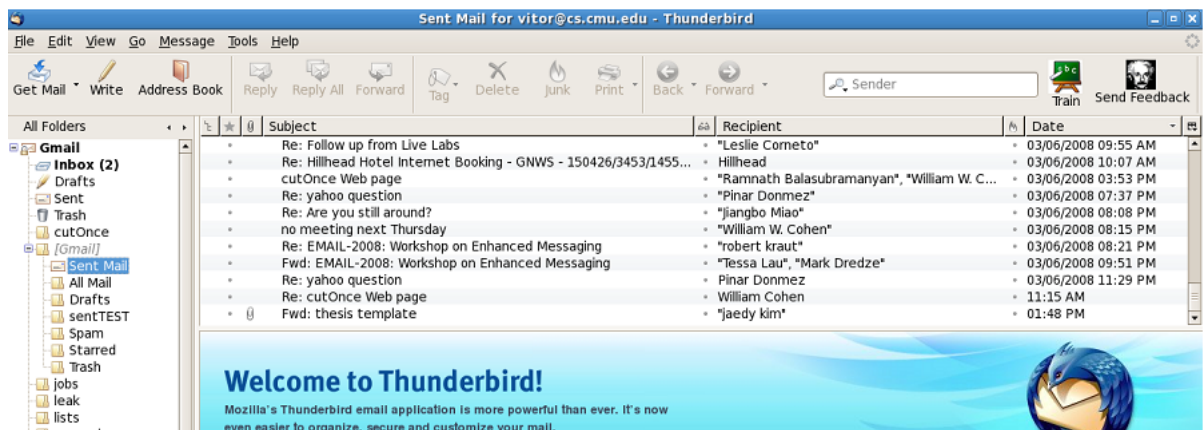 Sent Mail for vitor@cs.cmu.edu - Thunderbird
File Edit View Go Message Tools Help
Get Mail Write Address Book Reply Reply All Forward Tag Delete Junk Print Back Forward Sender abc Train Send Feedback
All Folders Subject Recipient Date
Gmail
Inbox (2)
Drafts
Sent
Trash
cutOnce
[Gmail]
Sent Mail
All Mail
Drafts
sentTEST
Spam
Starred
Trash
jobs
leak
lists
Re: Follow up from Live Labs "Leslie Corneto" 03/06/2008 09:55 AM
Re: Hillhead Hotel Internet Booking - GNWS - 150426/3453/1455... Hillhead 03/06/2008 10:07 AM
cutOnce Web page "Ramnath Balasubramanyan", "William W. C... 03/06/2008 03:53 PM
Re: yahoo question "Pinar Donmez" 03/06/2008 07:37 PM
Re: Are you still around? "Jiangbo Miao" 03/06/2008 08:08 PM
no meeting next Thursday "William W. Cohen" 03/06/2008 08:15 PM
Re: EMAIL-2008: Workshop on Enhanced Messaging "robert kraut" 03/06/2008 08:21 PM
Fwd: EMAIL-2008: Workshop on Enhanced Messaging "Tessa Lau", "Mark Dredze" 03/06/2008 09:51 PM
Re: yahoo question Pinar Donmez 03/06/2008 11:29 PM
Re: cutOnce Web page William Cohen 11:15 AM
Fwd: thesis template "jaedy kim" 01:48 PM
Welcome to Thunderbird!
Mozilla's Thunderbird email application is more powerful than ever. It's now
even easier to organize, secure and customize your mail.